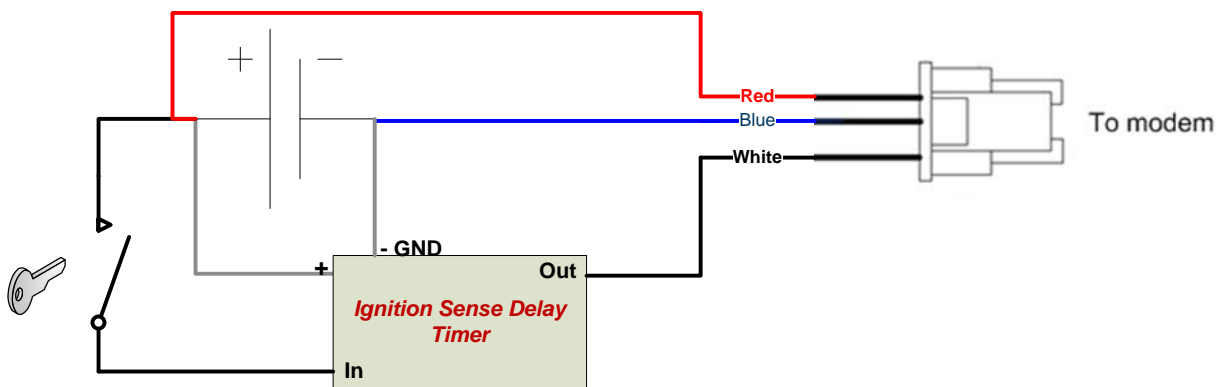 + −
Red
Blue
To modem
White
- GND
+
Out
Ignition Sense Delay
Timer
In